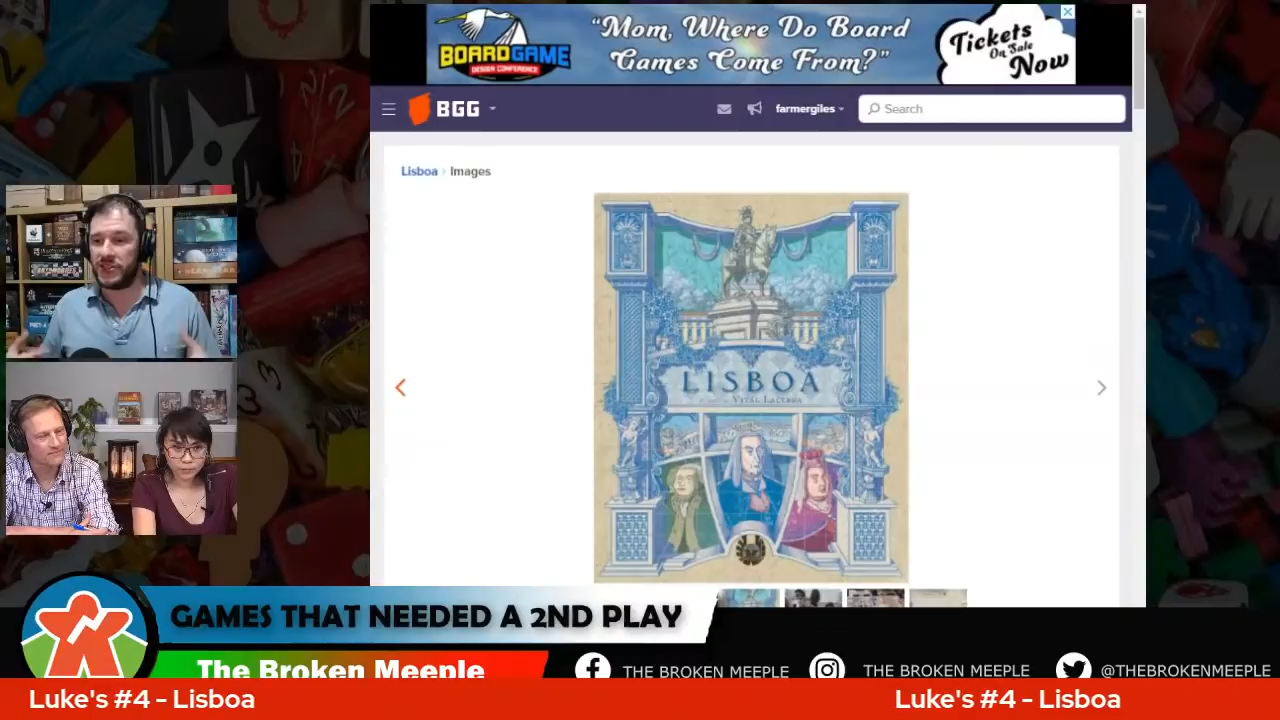 BOARDGAME
DESIGN CONFERENCE
“Mom, Where Do Board
Games Come From?”
Tickets
On Sale
Now
BGG
farmergiles
Search
Lisboa › Images
LISBOA
Vital Lacerda
GAMES THAT NEEDED A 2ND PLAY
The Broken Meeple
THE BROKEN MEEPLE
THE BROKEN MEEPLE
@THEBROKENMEEPLE
Luke's #4 - Lisboa
Luke's #4 - Lisboa